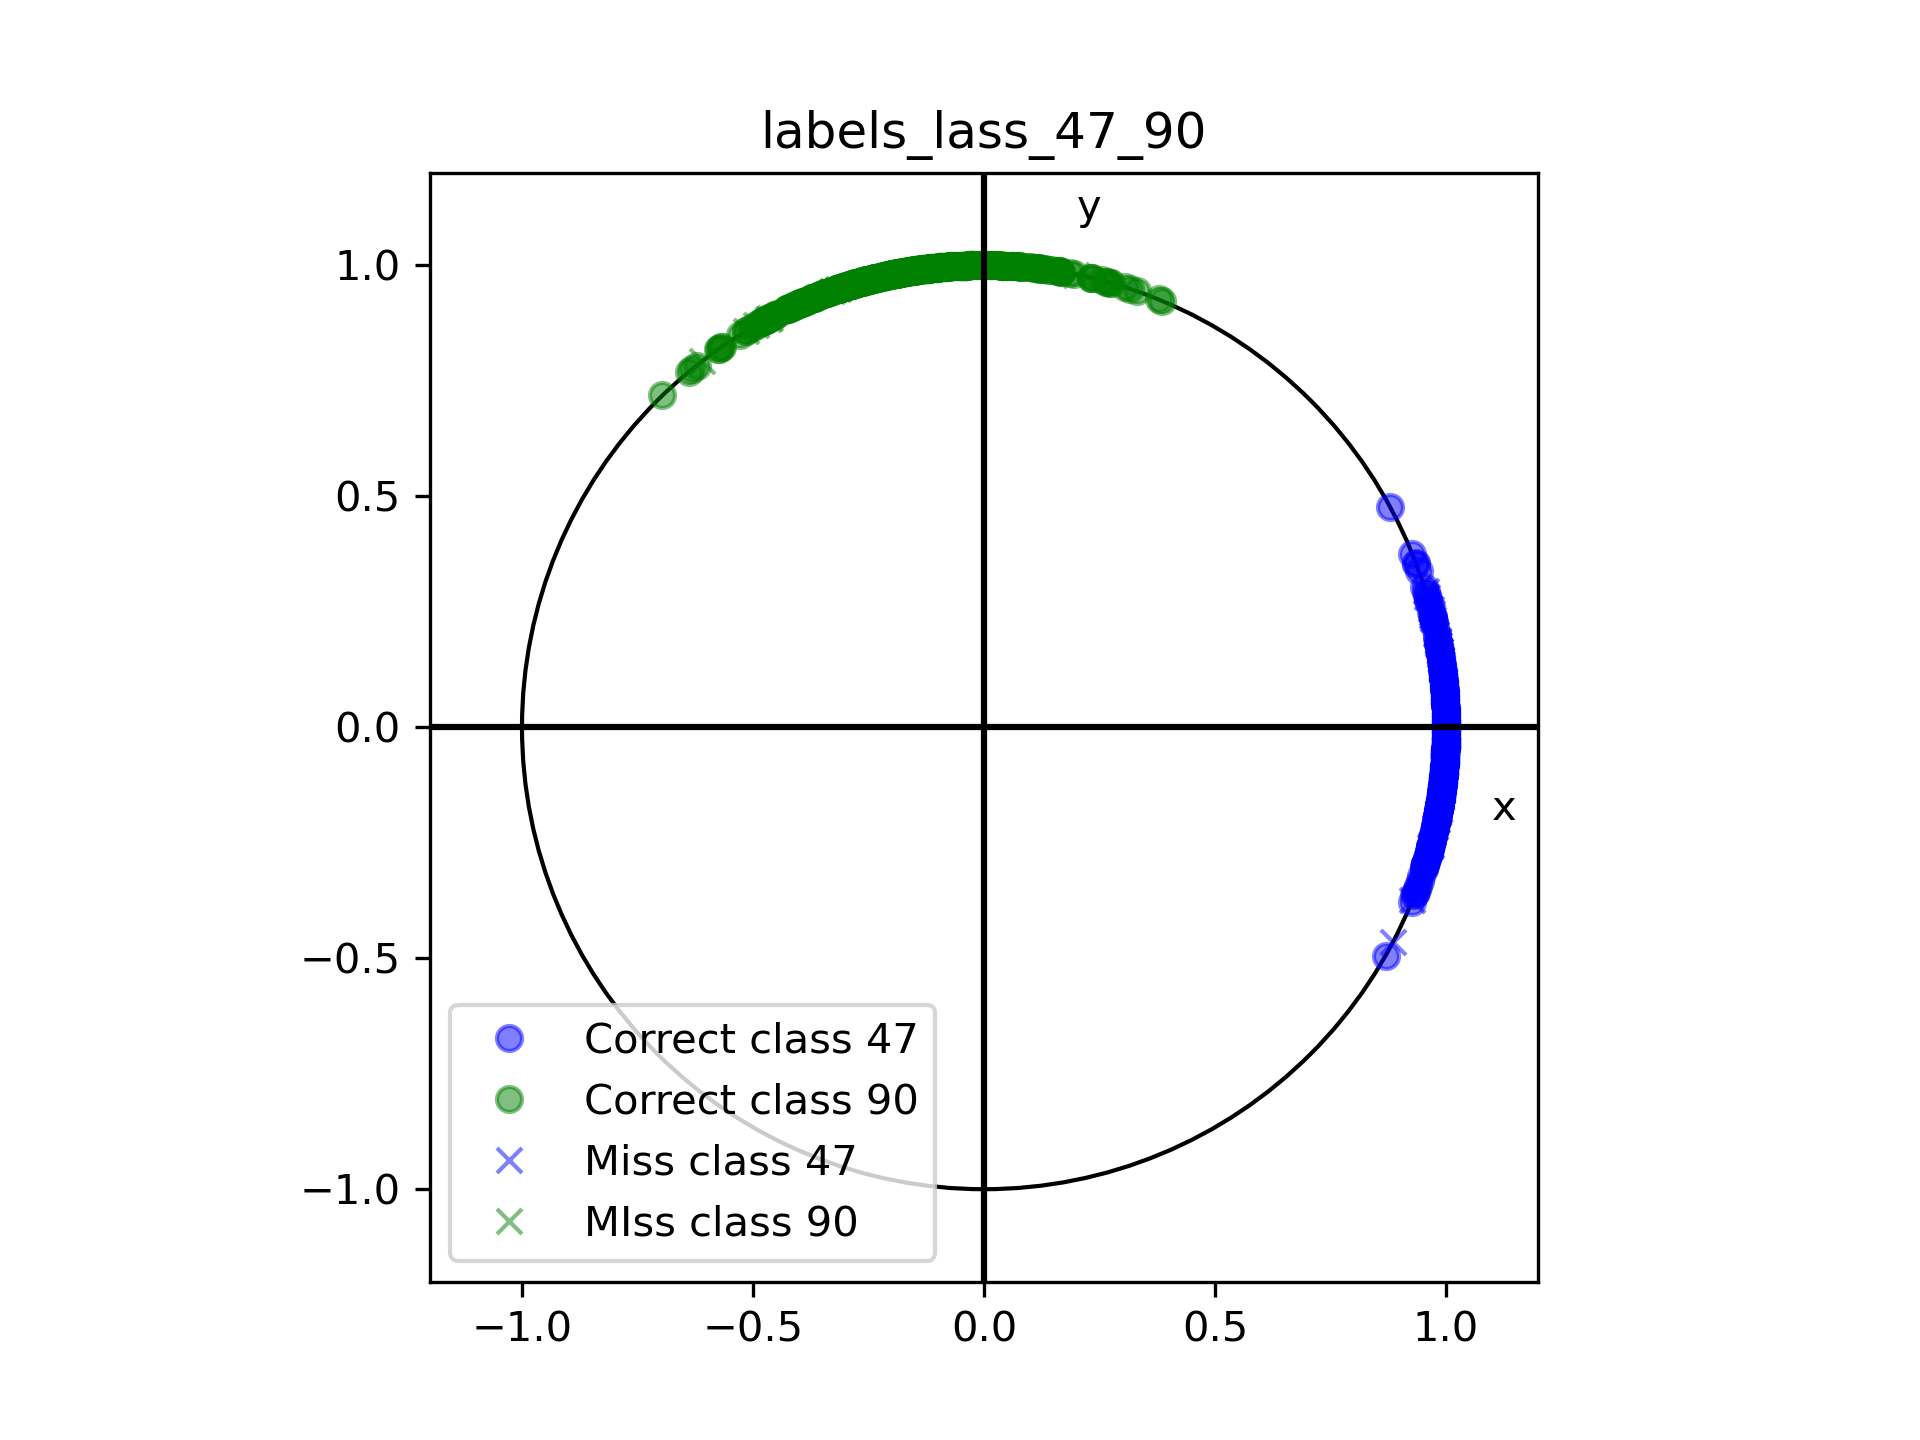 labels_lass_47_90
y
1.0
0.5
0.0
x
−0.5
−1.0
Correct class 47
Correct class 90
Miss class 47
MIss class 90
−1.0 −0.5 0.0 0.5 1.0